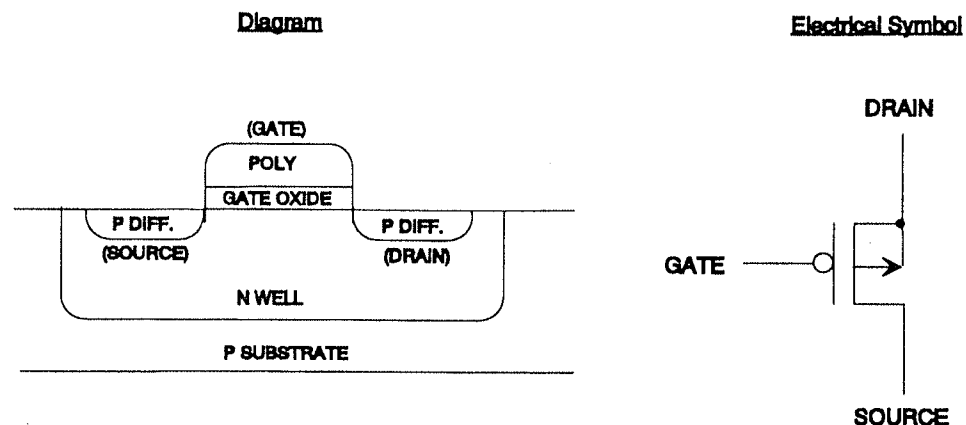 Diagram
(GATE)
POLY
GATE OXIDE
P DIFF.
P DIFF.
(SOURCE)
(DRAIN)
N WELL
P SUBSTRATE
Electrical Symbol
DRAIN
GATE
SOURCE